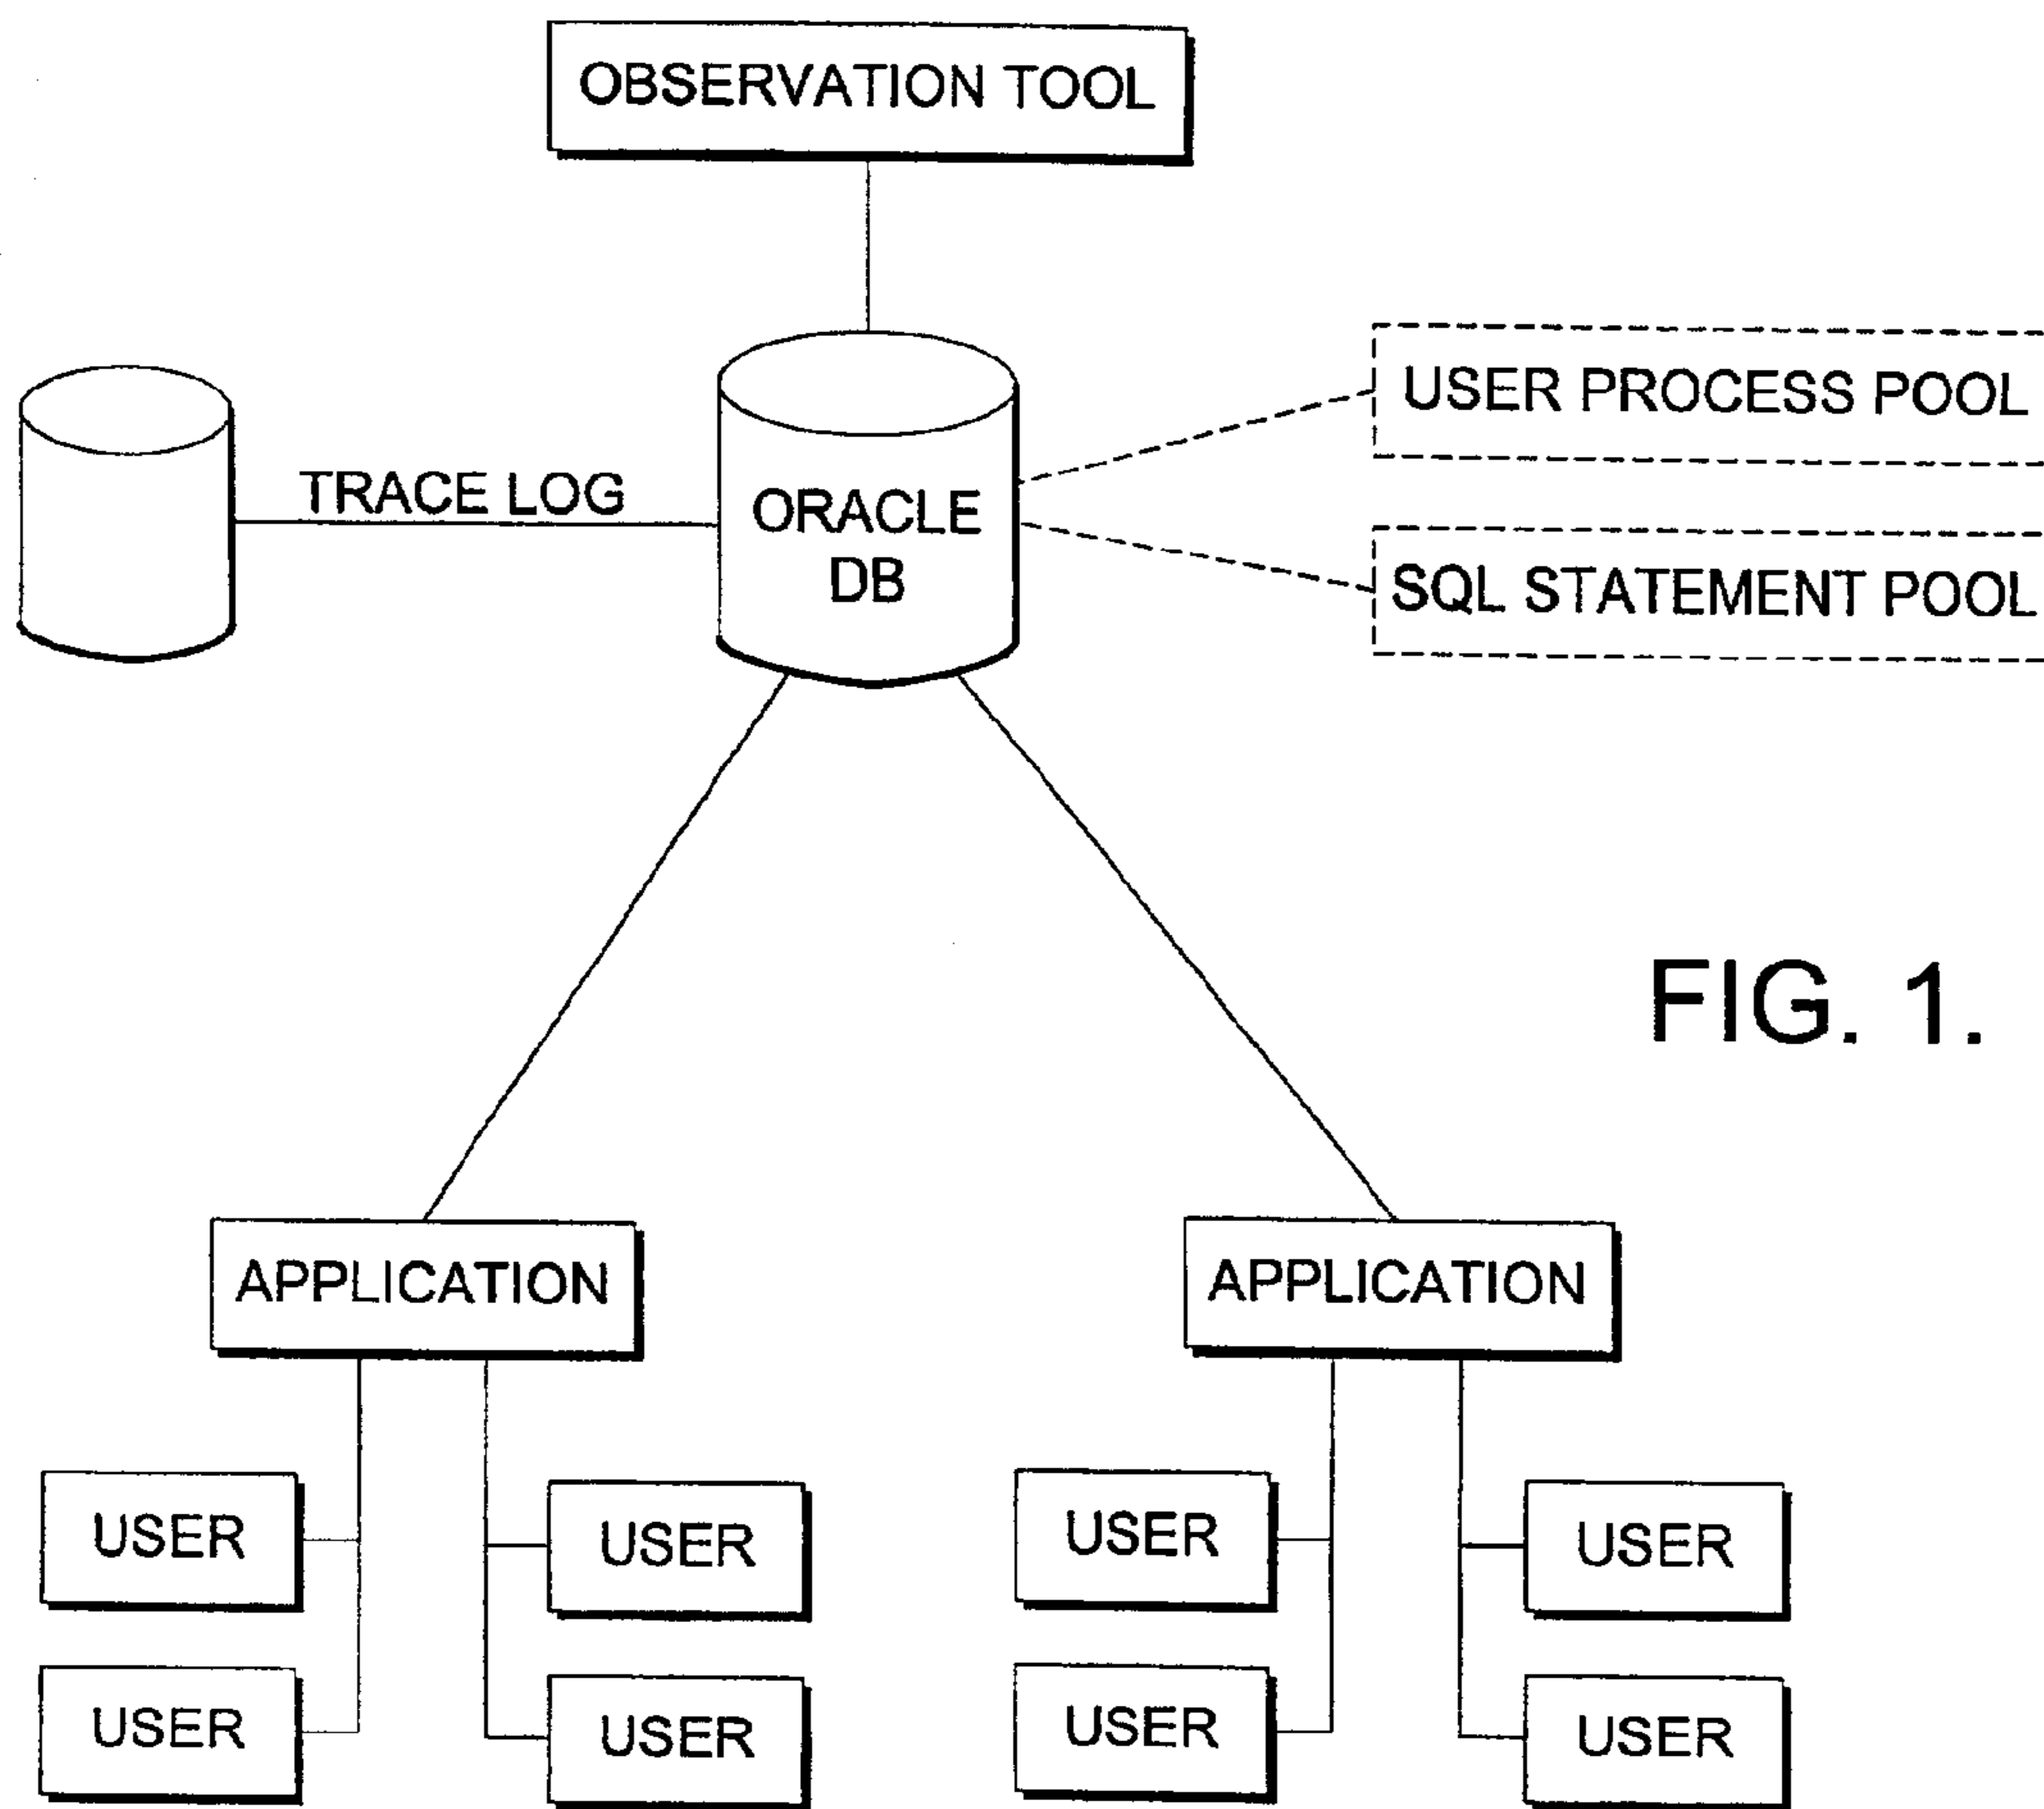 OBSERVATION TOOL
USER PROCESS POOL
TRACE LOG
ORACLE
DB
SQL STATEMENT POOL
FIG. 1.
APPLICATION
APPLICATION
USER
USER
USER
USER
USER
USER
USER
USER